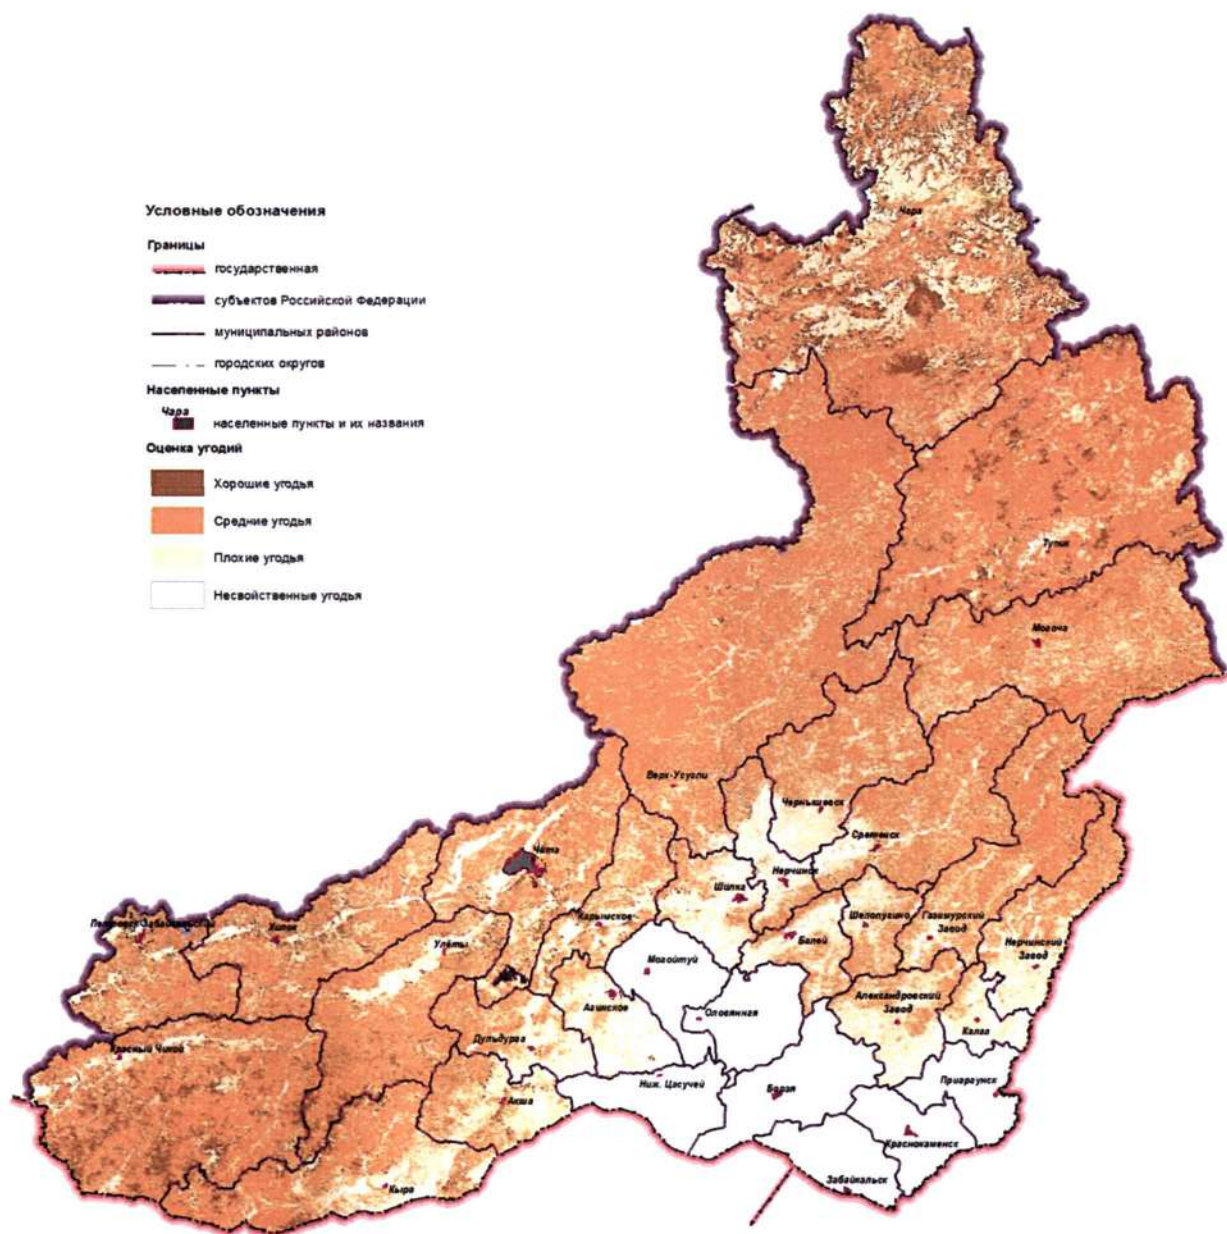 Условные обозначения
Границы
государственная
субъектов Российской Федерации
муниципальных районов
городских округов
Населенные пункты
Чара
населенные пункты и их названия
Оценка угодий
Хорошие угодья
Средние угодья
Плохие угодья
Несвойственные угодья
Чара
Тупик
Могоча
Верх-Усугли
Чернышевск
Сретенск
Чита
Нерчинск
Шилка
Карымское
Шелопугино
Газимурский
Завод
Балей
Нерчинский
Завод
Петровск-Забайкальский
Хилок
Улёты
Могойтуй
Александровский
Завод
Агинское
Оловянная
Калга
Дульдурга
Красный Чикой
Ниж. Цасучей
Борзя
Приаргунск
Акша
Краснокаменск
Забайкальск
Кыра